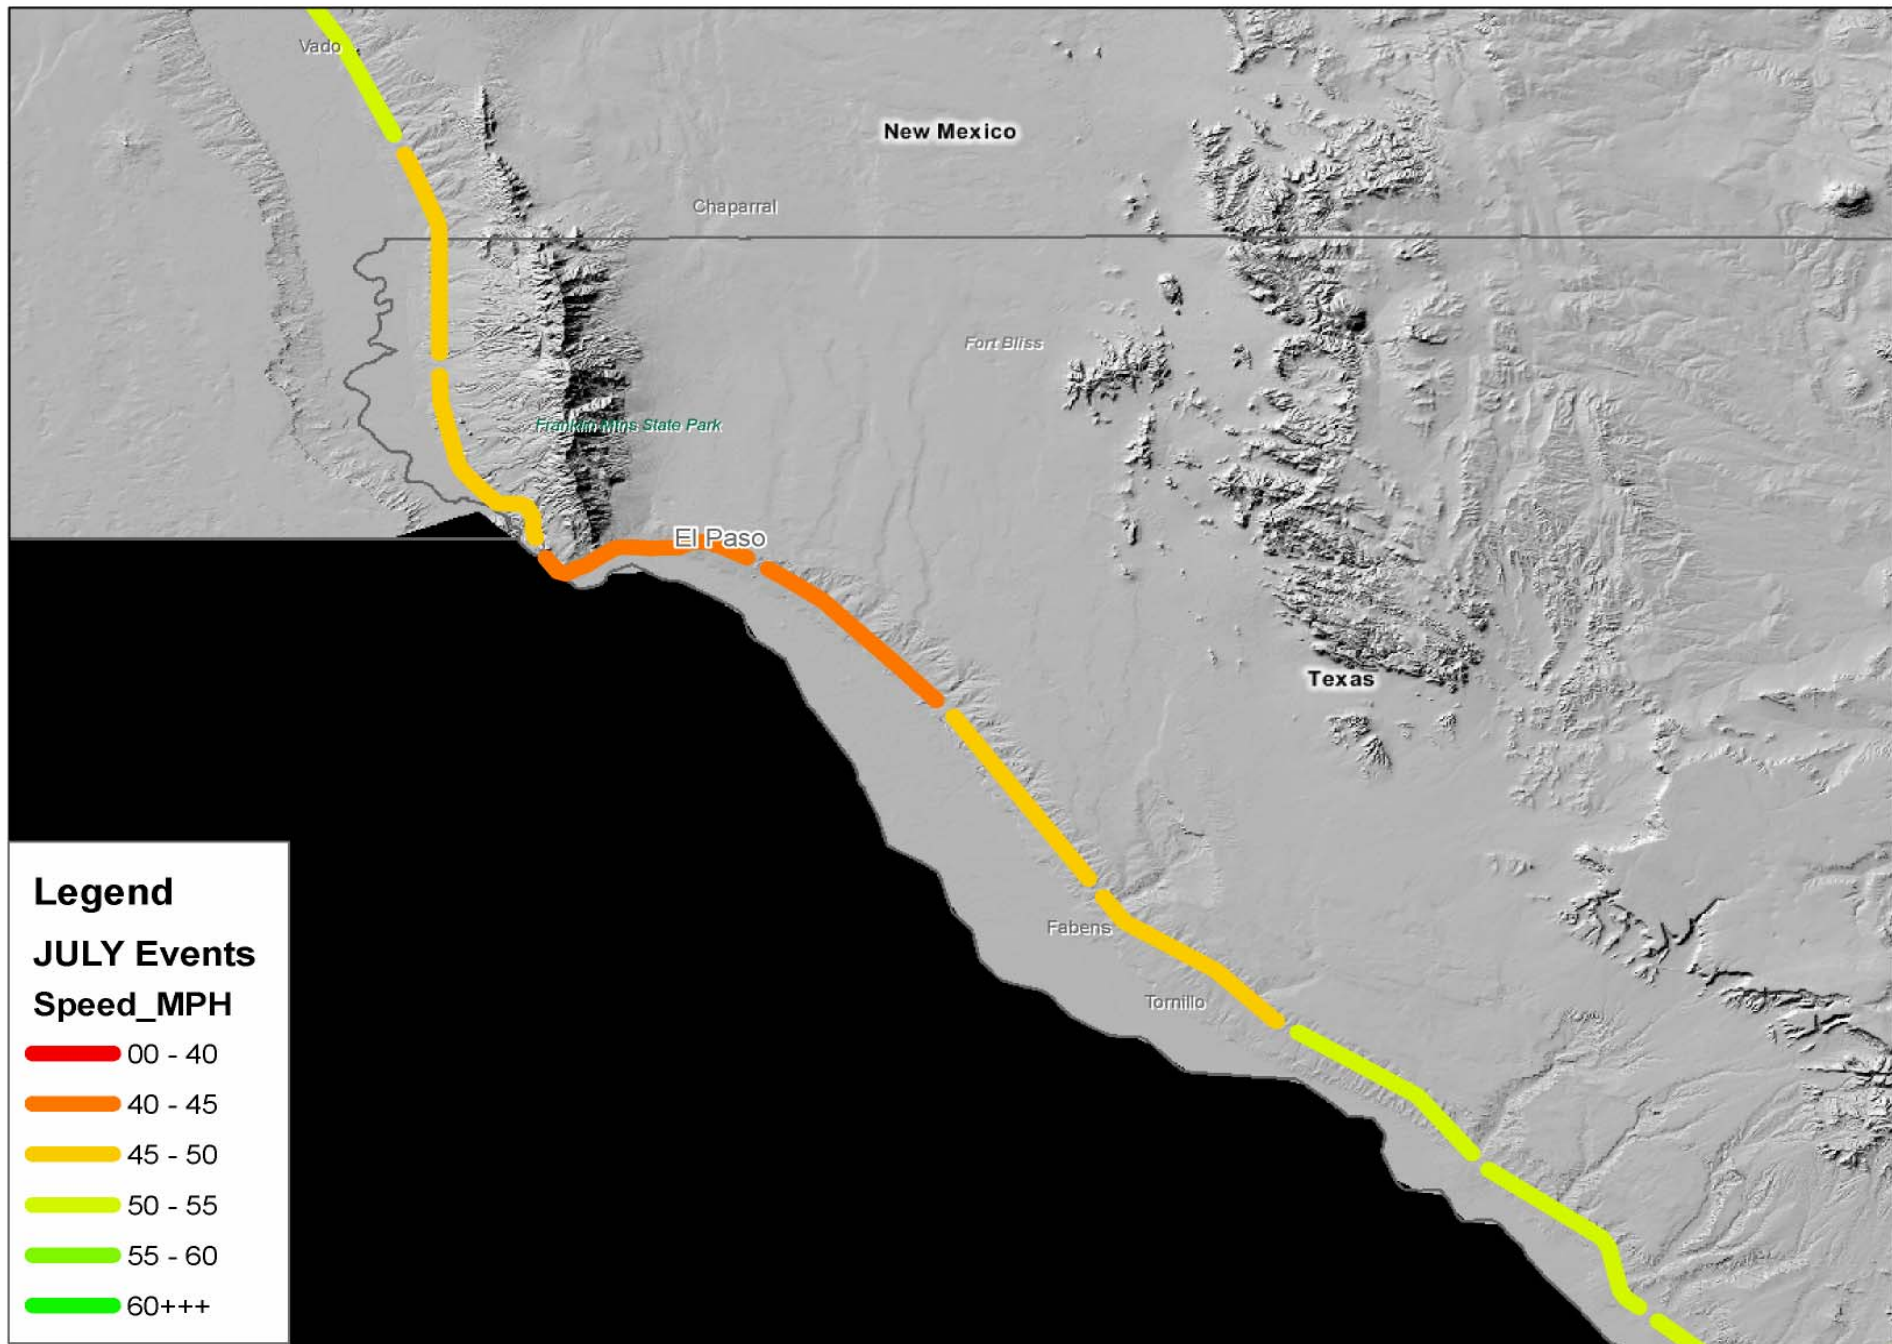 Vado
New Mexico
Chaparral
Fort Bliss
Franklin Mtns State Park
El Paso
Texas
Fabens
Tornillo
Legend
JULY Events
Speed_MPH
00 - 40
40 - 45
45 - 50
50 - 55
55 - 60
60+++